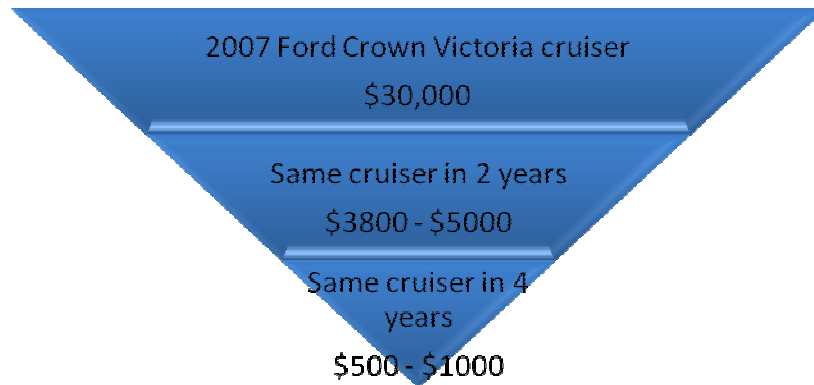 2007 Ford Crown Victoria cruiser
$30,000
Same cruiser in 2 years
$3800 - $5000
Same cruiser in 4
years
$500 - $1000